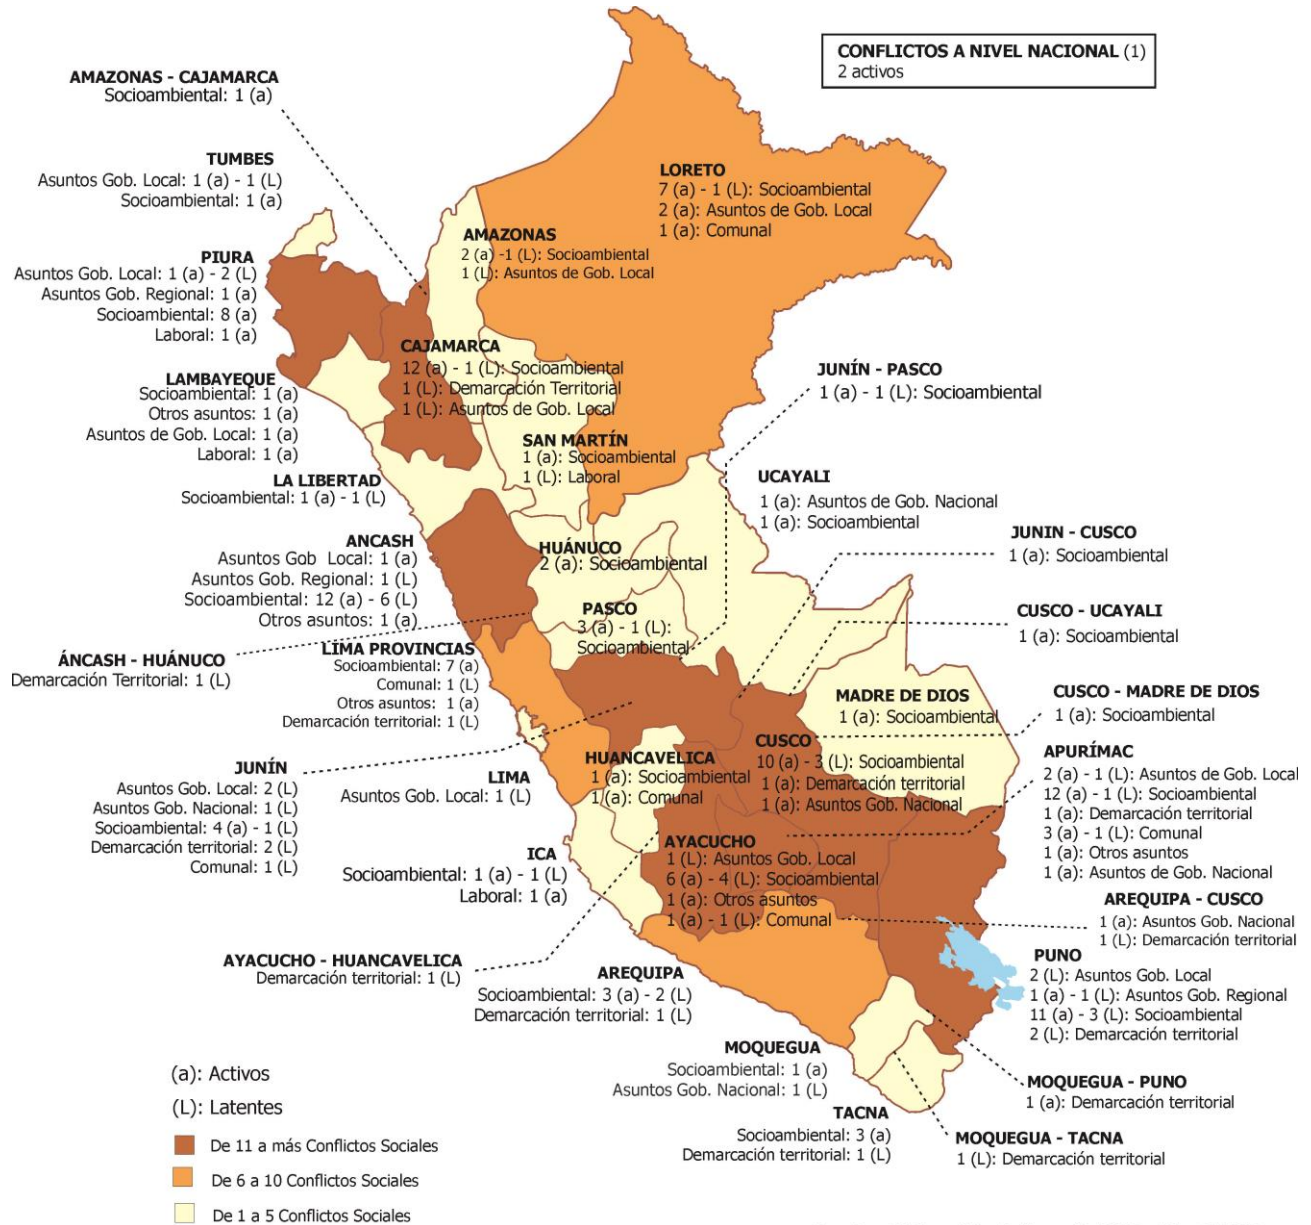 CONFLICTOS A NIVEL NACIONAL (1)
2 activos
AMAZONAS - CAJAMARCA
Socioambiental: 1 (a)
TUMBES
Asuntos Gob. Local: 1 (a) - 1 (L)
Socioambiental: 1 (a)
PIURA
Asuntos Gob. Local: 1 (a) - 2 (L)
Asuntos Gob. Regional: 1 (a)
Socioambiental: 8 (a)
Laboral: 1 (a)
LAMBAYEQUE
Socioambiental: 1 (a)
Otros asuntos: 1 (a)
Asuntos de Gob. Local: 1 (a)
Laboral: 1 (a)
LA LIBERTAD
Socioambiental: 1 (a) - 1 (L)
ANCASH
Asuntos Gob Local: 1 (a)
Asuntos Gob. Regional: 1 (L)
Socioambiental: 12 (a) - 6 (L)
Otros asuntos: 1 (a)
ÁNCASH - HUÁNUCO
Demarcación Territorial: 1 (L)
LIMA PROVINCIAS
Socioambiental: 7 (a)
Comunal: 1 (L)
Otros asuntos: 1 (a)
Demarcación territorial: 1 (L)
JUNÍN
Asuntos Gob. Local: 2 (L)
Asuntos Gob. Nacional: 1 (L)
Socioambiental: 4 (a) - 1 (L)
Demarcación territorial: 2 (L)
Comunal: 1 (L)
LIMA
Asuntos Gob. Local: 1 (L)
ICA
Socioambiental: 1 (a) - 1 (L)
Laboral: 1 (a)
AYACUCHO - HUANCAVELICA
Demarcación territorial: 1 (L)
AREQUIPA
Socioambiental: 3 (a) - 2 (L)
Demarcación territorial: 1 (L)
MOQUEGUA
Socioambiental: 1 (a)
Asuntos Gob. Nacional: 1 (L)
TACNA
Socioambiental: 3 (a)
Demarcación territorial: 1 (L)
LORETO
7 (a) - 1 (L): Socioambiental
2 (a): Asuntos de Gob. Local
1 (a): Comunal
AMAZONAS
2 (a) -1 (L): Socioambiental
1 (L): Asuntos de Gob. Local
CAJAMARCA
12 (a) - 1 (L): Socioambiental
1 (L): Demarcación Territorial
1 (L): Asuntos de Gob. Local
SAN MARTÍN
1 (a): Socioambiental
1 (L): Laboral
HUÁNUCO
2 (a): Socioambiental
PASCO
3 (a) - 1 (L):
Socioambiental
HUANCAVELICA
1 (a): Socioambiental
1 (a): Comunal
CUSCO
10 (a) - 3 (L): Socioambiental
1 (a): Demarcación territorial
1 (a): Asuntos Gob. Nacional
AYACUCHO
1 (L): Asuntos Gob. Local
6 (a) - 4 (L): Socioambiental
1 (a): Otros asuntos
1 (a) - 1 (L): Comunal
MADRE DE DIOS
1 (a): Socioambiental
JUNÍN - PASCO
1 (a) - 1 (L): Socioambiental
UCAYALI
1 (a): Asuntos de Gob. Nacional
1 (a): Socioambiental
JUNIN - CUSCO
1 (a): Socioambiental
CUSCO - UCAYALI
1 (a): Socioambiental
CUSCO - MADRE DE DIOS
1 (a): Socioambiental
APURÍMAC
2 (a) - 1 (L): Asuntos de Gob. Local
12 (a) - 1 (L): Socioambiental
1 (a): Demarcación territorial
3 (a) - 1 (L): Comunal
1 (a): Otros asuntos
1 (a): Asuntos de Gob. Nacional
AREQUIPA - CUSCO
1 (a): Asuntos Gob. Nacional
1 (L): Demarcación territorial
PUNO
2 (L): Asuntos Gob. Local
1 (a) - 1 (L): Asuntos Gob. Regional
11 (a) - 3 (L): Socioambiental
2 (L): Demarcación territorial
MOQUEGUA - PUNO
1 (a): Demarcación territorial
MOQUEGUA - TACNA
1 (L): Demarcación territorial
(a): Activos
(L): Latentes
De 11 a más Conflictos Sociales
De 6 a 10 Conflictos Sociales
De 1 a 5 Conflictos Sociales